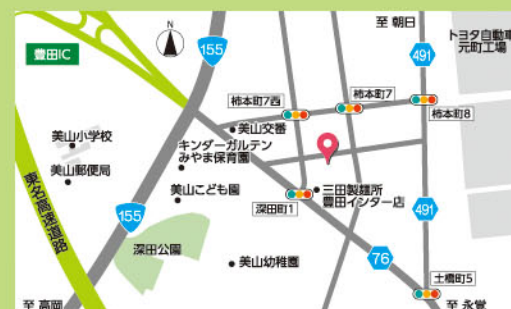 至 朝日
トヨタ自動車
元町工場
N
155
豊田IC
491
柿本町7西
柿本町7
柿本町8
美山交番
美山小学校
キンダーガルテン
みやま保育園
美山郵便局
美山こども園
三田製麺所
豊田インター店
深田町1
東名高速道路
155
491
深田公園
美山幼稚園
76
土橋町5
至 高岡
至 永覚